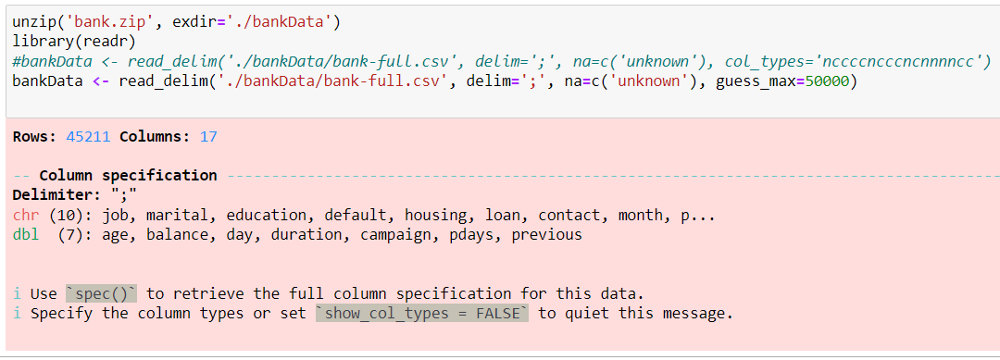 unzip('bank.zip', exdir='./bankData')
library(readr)
#bankData <- read_delim('./bankData/bank-full.csv', delim=';', na=c('unknown'), col_types='nccccncccncnnnncc')
bankData <- read_delim('./bankData/bank-full.csv', delim=';', na=c('unknown'), guess_max=50000)
Rows: 45211 Columns: 17
-- Column specification --------------------------------------------------------------------------------
Delimiter: ";"
chr (10): job, marital, education, default, housing, loan, contact, month, p...
dbl  (7): age, balance, day, duration, campaign, pdays, previous
i Use `spec()` to retrieve the full column specification for this data.
i Specify the column types or set `show_col_types = FALSE` to quiet this message.